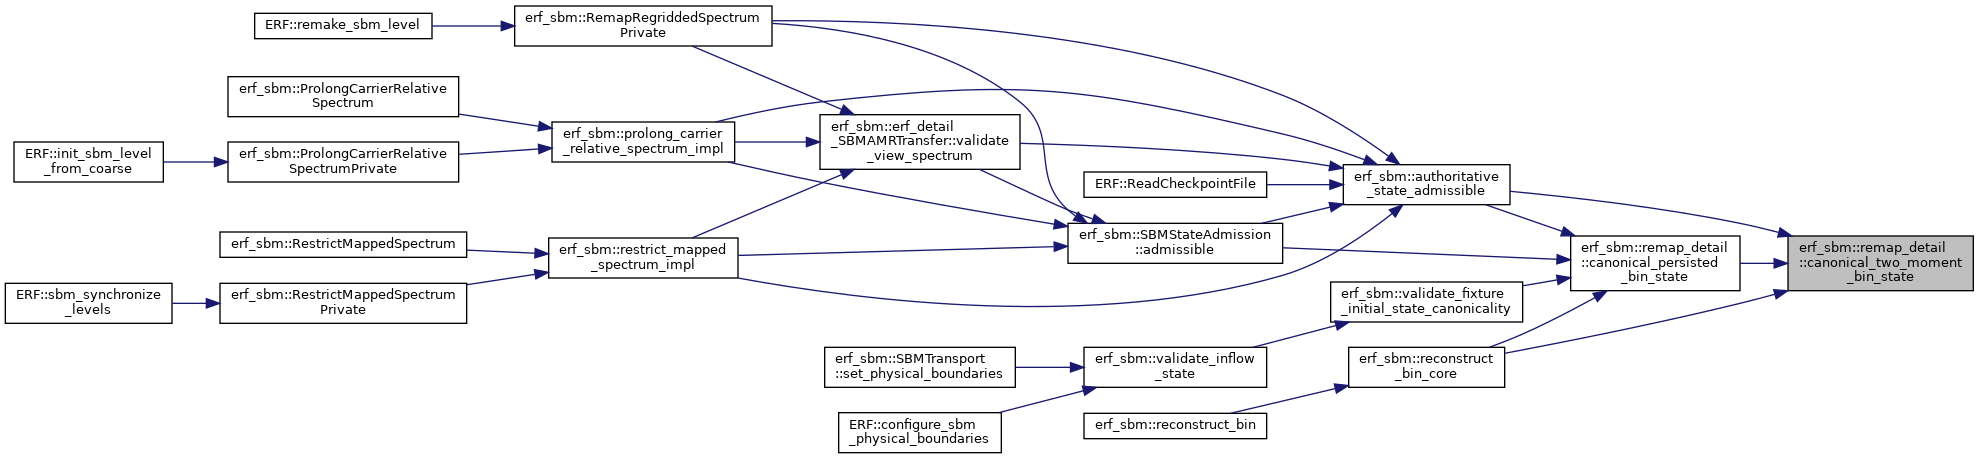 ERF::remake_sbm_level
erf_sbm::RemapRegriddedSpectrum
Private
erf_sbm::ProlongCarrierRelative
Spectrum
ERF::init_sbm_level
_from_coarse
erf_sbm::ProlongCarrierRelative
SpectrumPrivate
erf_sbm::prolong_carrier
_relative_spectrum_impl
erf_sbm::erf_detail
_SBMAMRTransfer::validate
_view_spectrum
ERF::ReadCheckpointFile
erf_sbm::authoritative
_state_admissible
erf_sbm::RestrictMappedSpectrum
erf_sbm::restrict_mapped
_spectrum_impl
erf_sbm::SBMStateAdmission
::admissible
erf_sbm::remap_detail
::canonical_persisted
_bin_state
erf_sbm::remap_detail
::canonical_two_moment
_bin_state
ERF::sbm_synchronize
_levels
erf_sbm::RestrictMappedSpectrum
Private
erf_sbm::validate_fixture
_initial_state_canonicality
erf_sbm::SBMTransport
::set_physical_boundaries
erf_sbm::validate_inflow
_state
erf_sbm::reconstruct
_bin_core
ERF::configure_sbm
_physical_boundaries
erf_sbm::reconstruct_bin